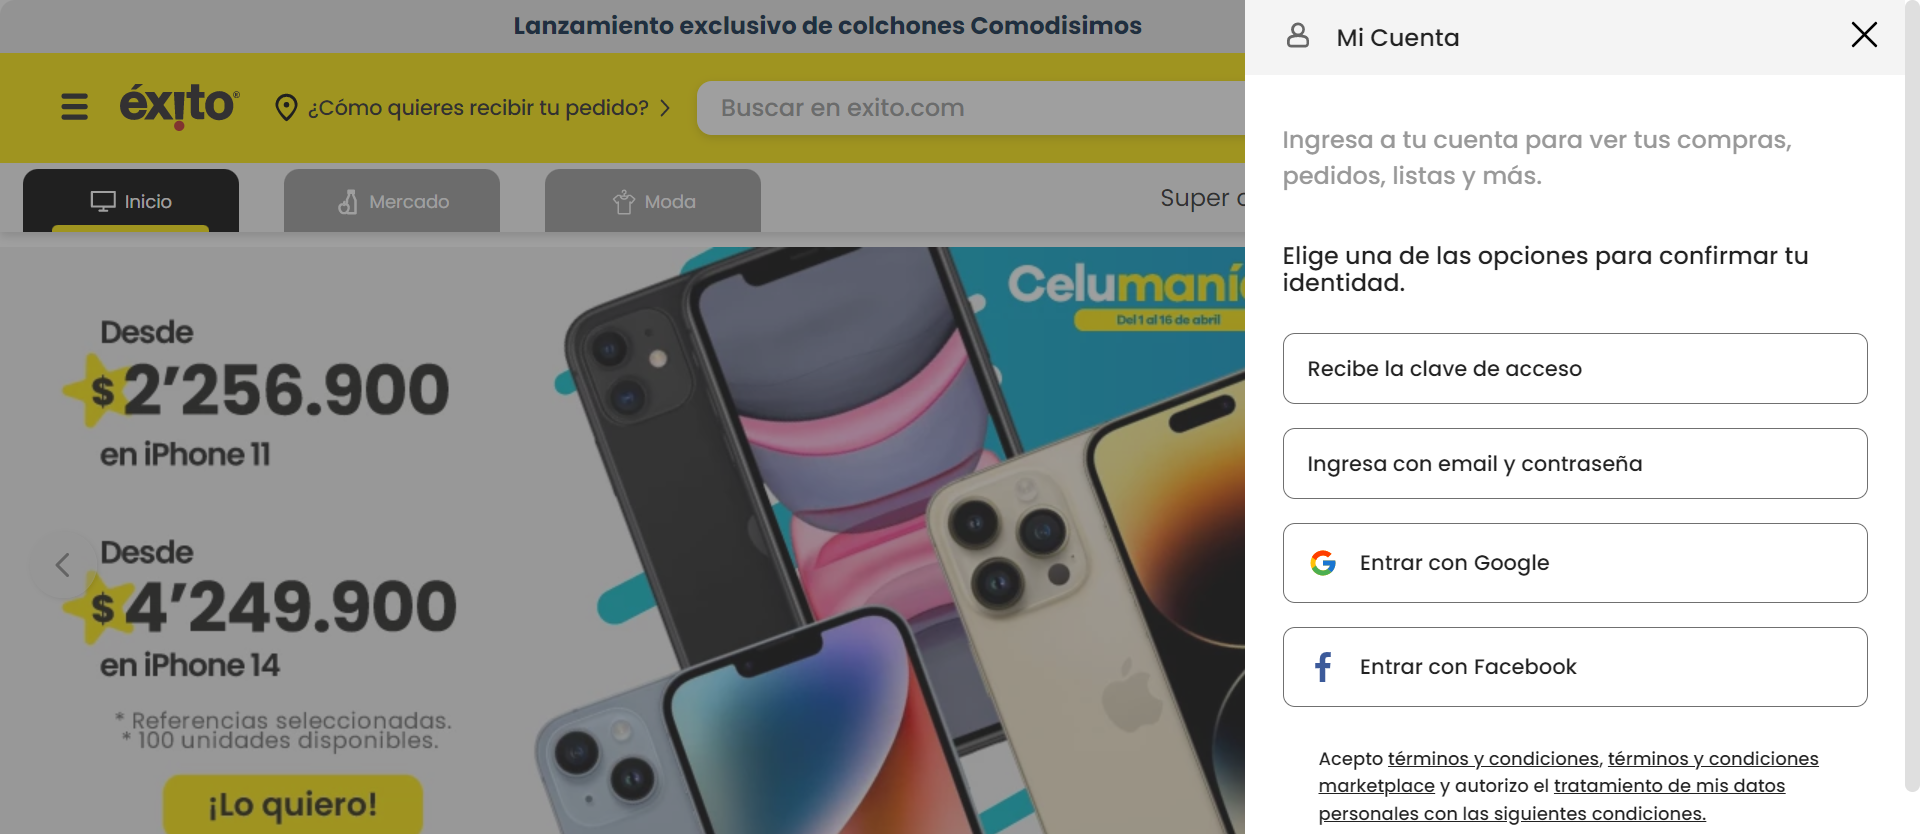 Lanzamiento exclusivo de colchones Comodisimos
éxito®
¿Cómo quieres recibir tu pedido?
Buscar en exito.com
Inicio
Mercado
Moda
Super
Desde
$2'256.900
en iPhone 11
Desde
$4'249.900
en iPhone 14
* Referencias seleccionadas.
* 100 unidades disponibles.
¡Lo quiero!
Celumanía
Del 1 al 16 de abril
Mi Cuenta
Ingresa a tu cuenta para ver tus compras,
pedidos, listas y más.
Elige una de las opciones para confirmar tu
identidad.
Recibe la clave de acceso
Ingresa con email y contraseña
Entrar con Google
Entrar con Facebook
Acepto términos y condiciones, términos y condiciones
marketplace y autorizo el tratamiento de mis datos
personales con las siguientes condiciones.